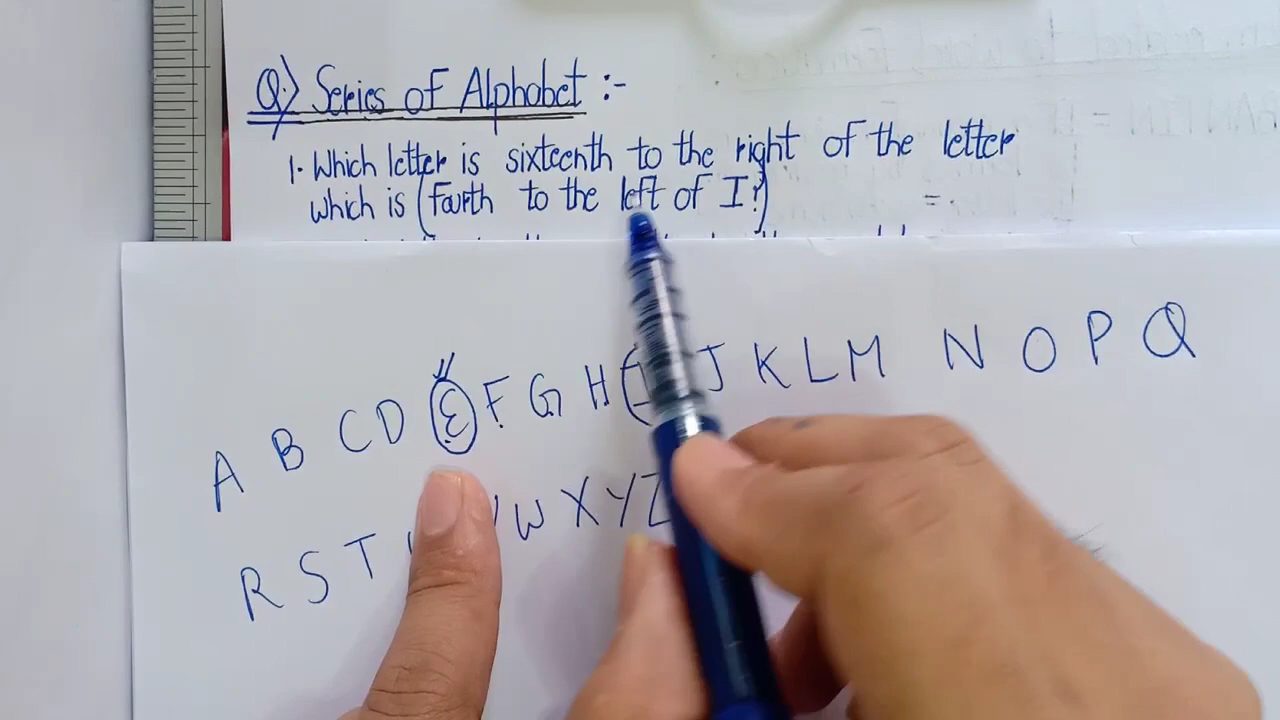 Q) Series of Alphabet :-
1. Which letter is sixteenth to the right of the letter
which is (fourth to the left of I?)
A B C D E F G H I J K L M N O P Q
R S T W X Y Z